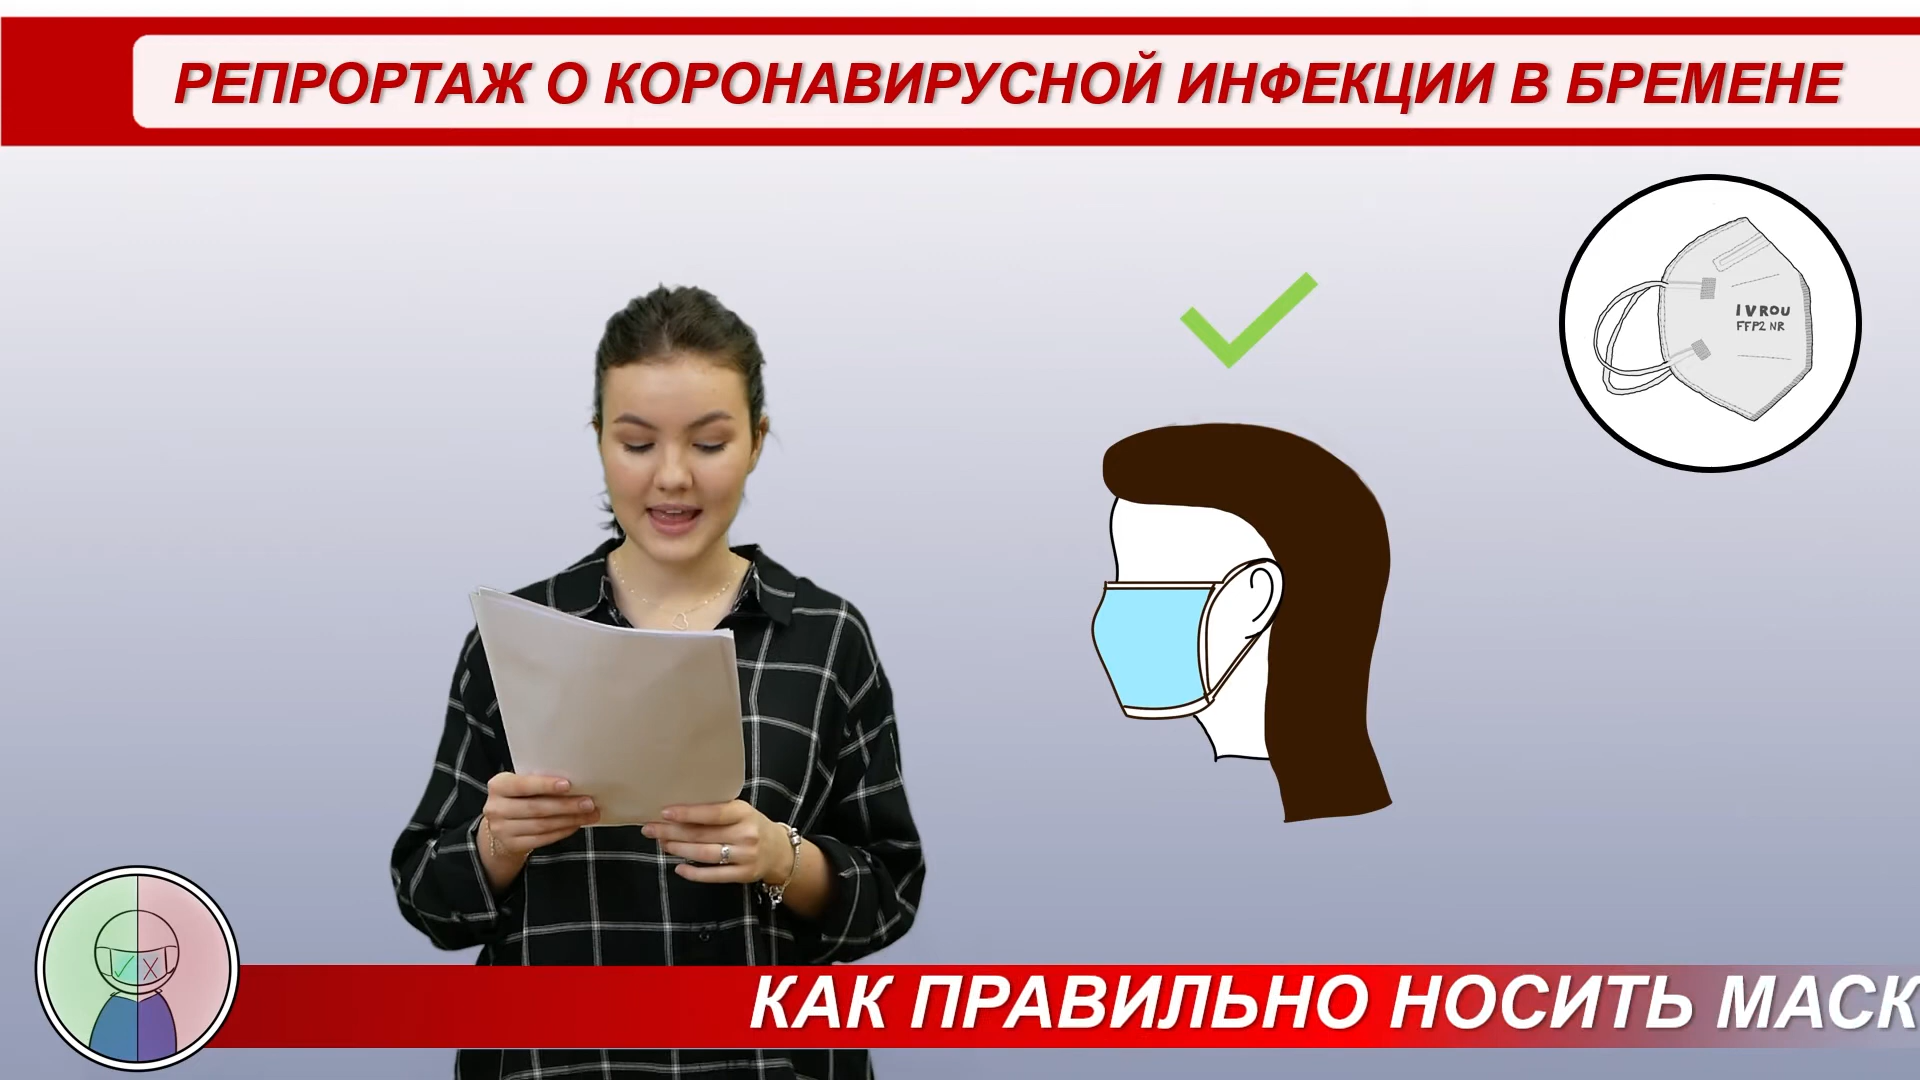 РЕПРОРТАЖ О КОРОНАВИРУСНОЙ ИНФЕКЦИИ В БРЕМЕНЕ
IVROU
FFP2 NR
КАК ПРАВИЛЬНО НОСИТЬ МАСК